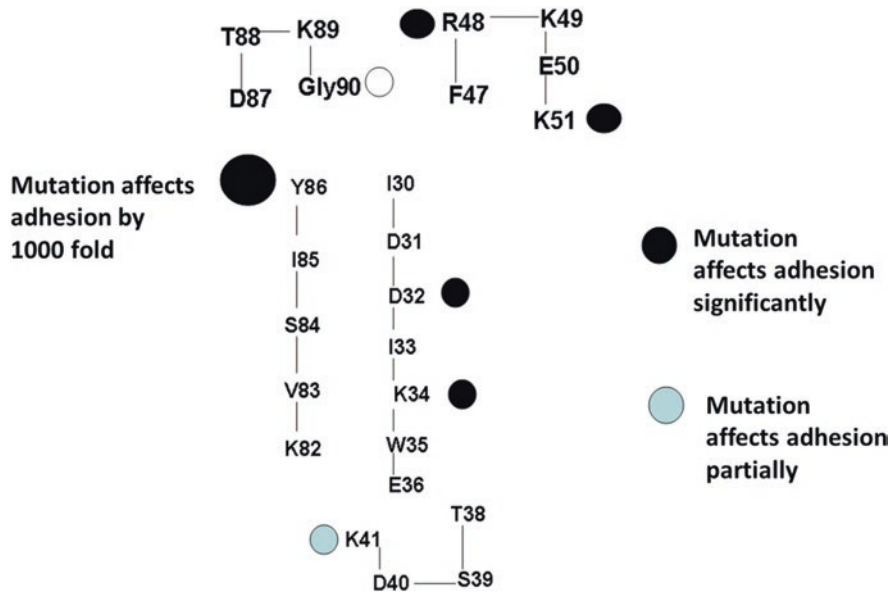 T88
K89
R48
K49
D87
Gly90
F47
E50
K51
Mutation affects
adhesion by
1000 fold
Y86
I85
S84
V83
K82
I30
D31
D32
I33
K34
W35
E36
T38
K41
D40
S39
Mutation
affects adhesion
significantly
Mutation
affects adhesion
partially